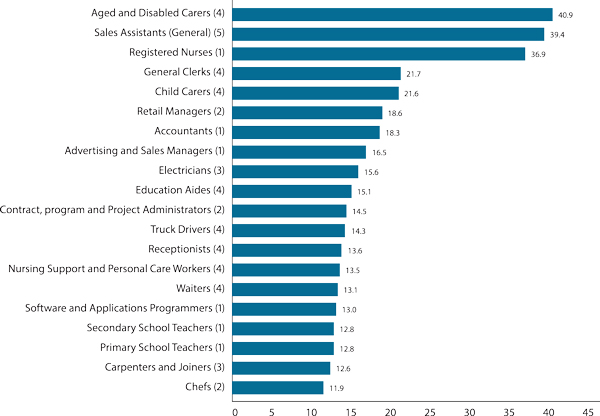 Aged and Disabled Carers (4) 40.9
Sales Assistants (General) (5) 39.4
Registered Nurses (1) 36.9
General Clerks (4) 21.7
Child Carers (4) 21.6
Retail Managers (2) 18.6
Accountants (1) 18.3
Advertising and Sales Managers (1) 16.5
Electricians (3) 15.6
Education Aides (4) 15.1
Contract, program and Project Administrators (2) 14.5
Truck Drivers (4) 14.3
Receptionists (4) 13.6
Nursing Support and Personal Care Workers (4) 13.5
Waiters (4) 13.1
Software and Applications Programmers (1) 13.0
Secondary School Teachers (1) 12.8
Primary School Teachers (1) 12.8
Carpenters and Joiners (3) 12.6
Chefs (2) 11.9
0 5 10 15 20 25 30 35 40 45